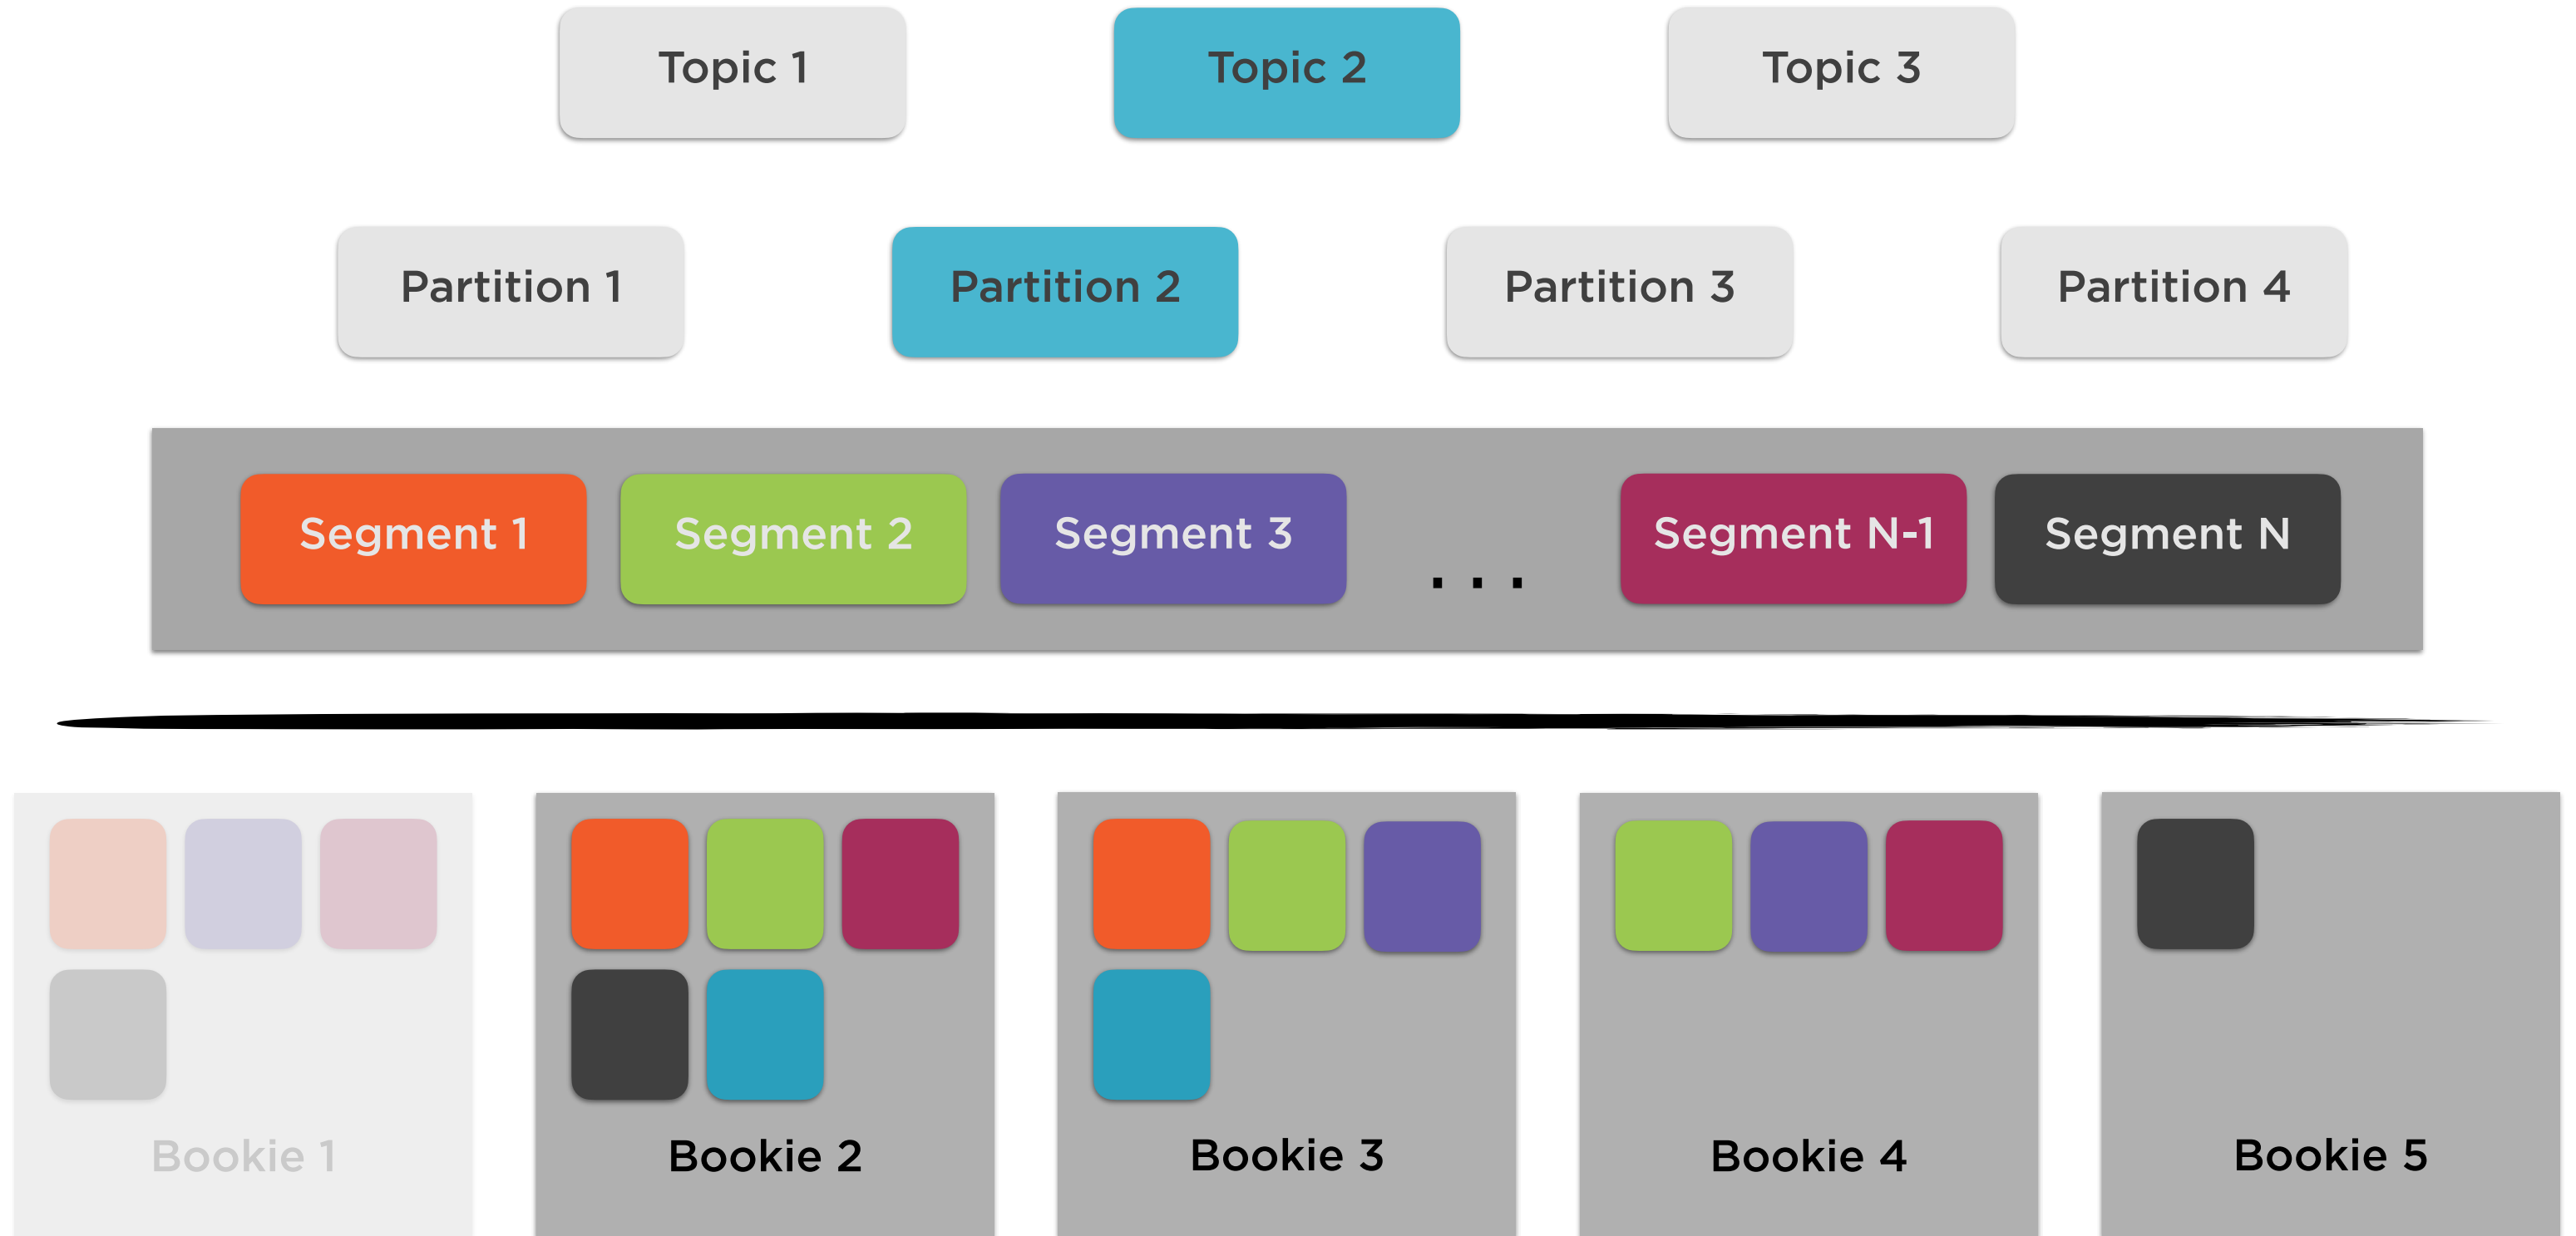 Topic 1
Topic 2
Topic 3
Partition 1
Partition 2
Partition 3
Partition 4
Segment 1
Segment 2
Segment 3
. . .
Segment N-1
Segment N
Bookie 1
Bookie 2
Bookie 3
Bookie 4
Bookie 5